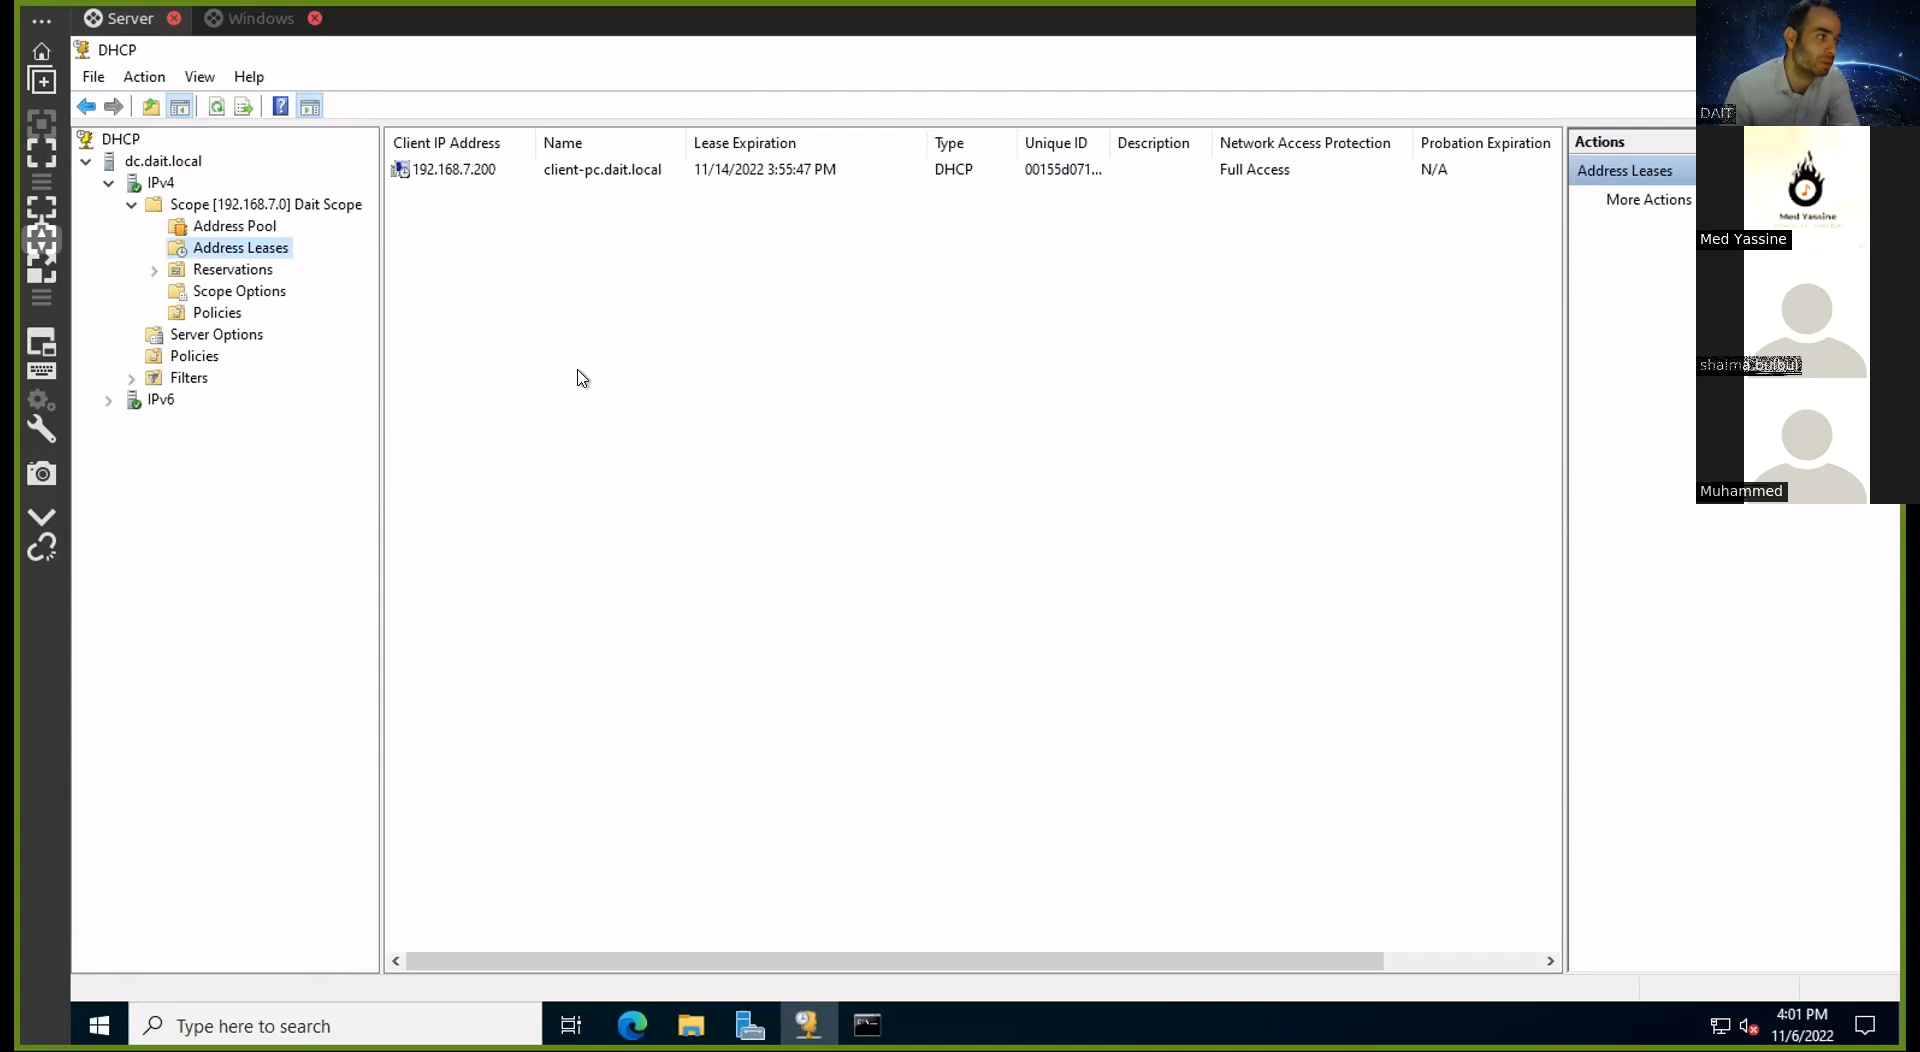 Server
Windows
DHCP
File Action View Help
DHCP
dc.dait.local
IPv4
Scope [192.168.7.0] Dait Scope
Address Pool
Address Leases
Reservations
Scope Options
Policies
Server Options
Policies
Filters
IPv6
Client IP Address Name Lease Expiration Type Unique ID Description Network Access Protection Probation Expiration
192.168.7.200 client-pc.dait.local 11/14/2022 3:55:47 PM DHCP 00155d071... Full Access N/A
Actions
Address Leases
More Actions
DAIT
Med Yassine
Med Yassine
shaima bulbul
Muhammed
Type here to search
4:01 PM
11/6/2022